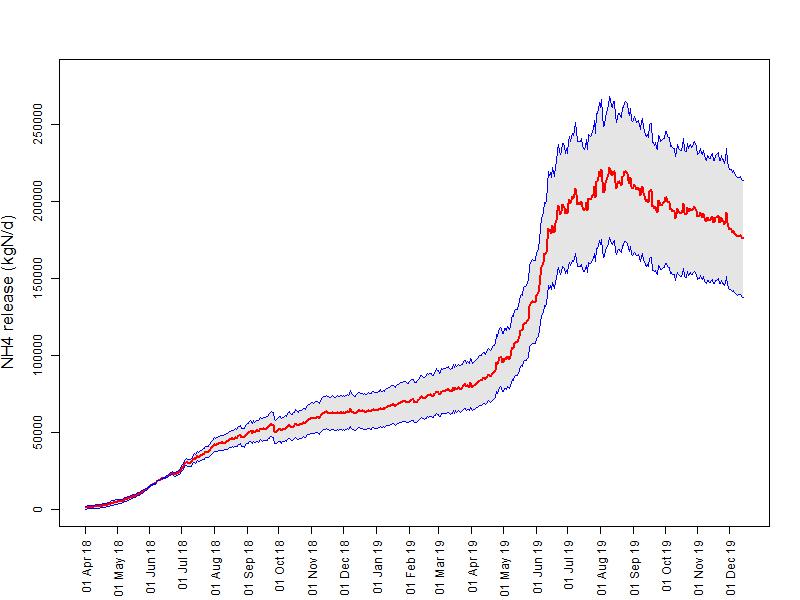 NH4 release (kgN/d)
250000
200000
150000
100000
50000
0
01 Apr 18
01 May 18
01 Jun 18
01 Jul 18
01 Aug 18
01 Sep 18
01 Oct 18
01 Nov 18
01 Dec 18
01 Jan 19
01 Feb 19
01 Mar 19
01 Apr 19
01 May 19
01 Jun 19
01 Jul 19
01 Aug 19
01 Sep 19
01 Oct 19
01 Nov 19
01 Dec 19